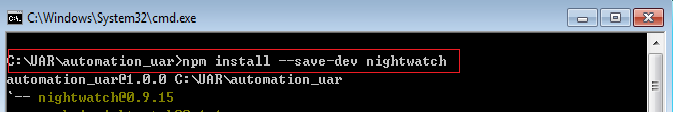 C:\Windows\System32\cmd.exe
C:\UAR\automation_uar>npm install --save-dev nightwatch
automation_uar@1.0.0 C:\UAR\automation_uar
`-- nightwatch@0.9.15